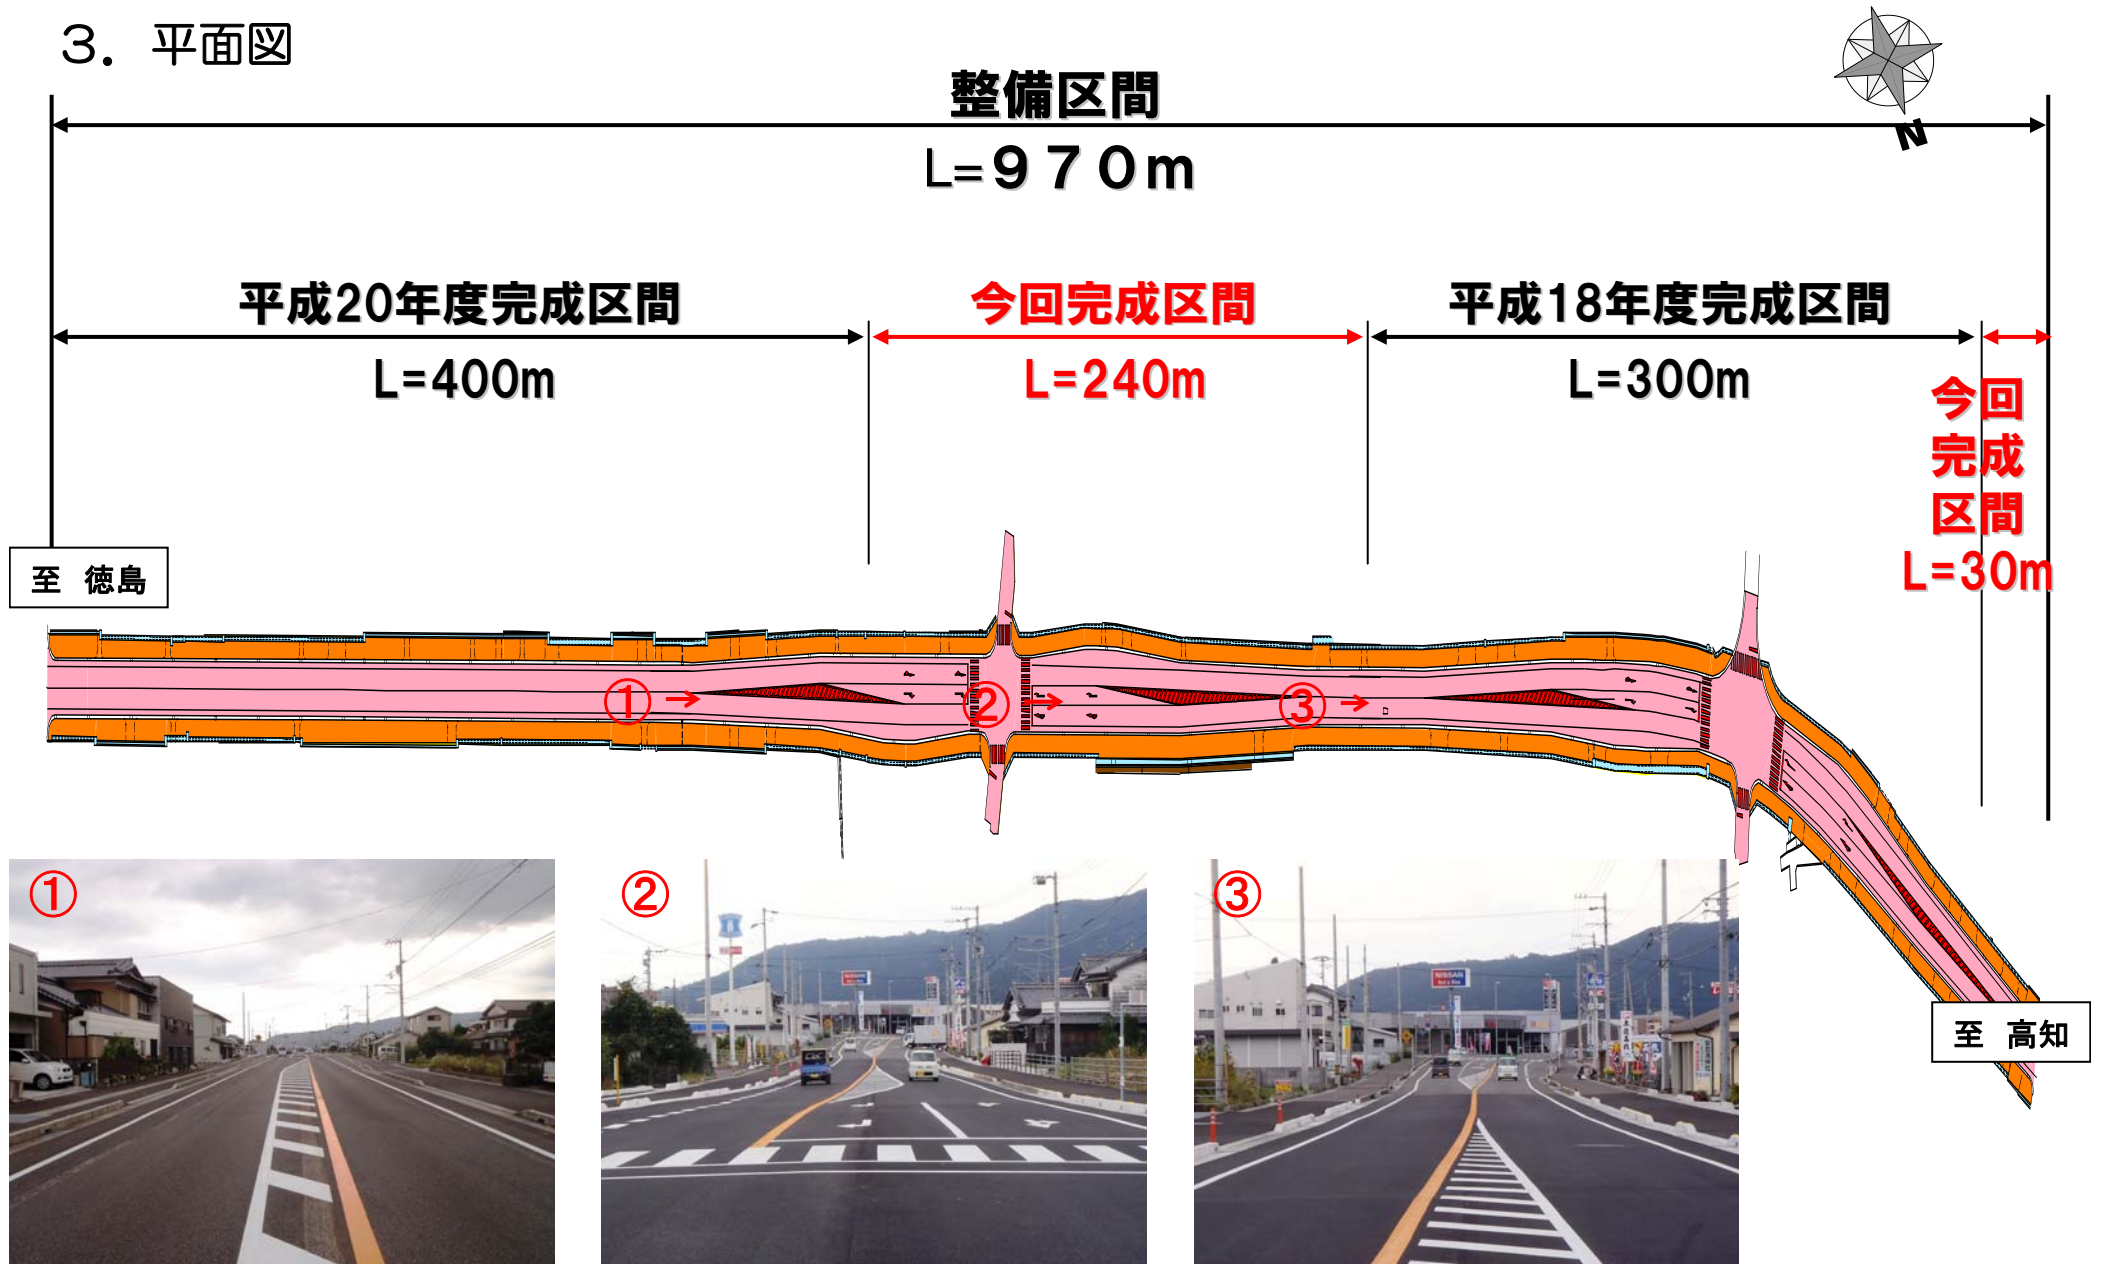 3．平面図
整備区間
L=９７０m
N
平成20年度完成区間
今回完成区間
平成18年度完成区間
L=400m
L=240m
L=300m
今回
完成
区間
L=30m
至　徳島
①
②
③
至　高知
①
②
③
NISSAN
NISSAN